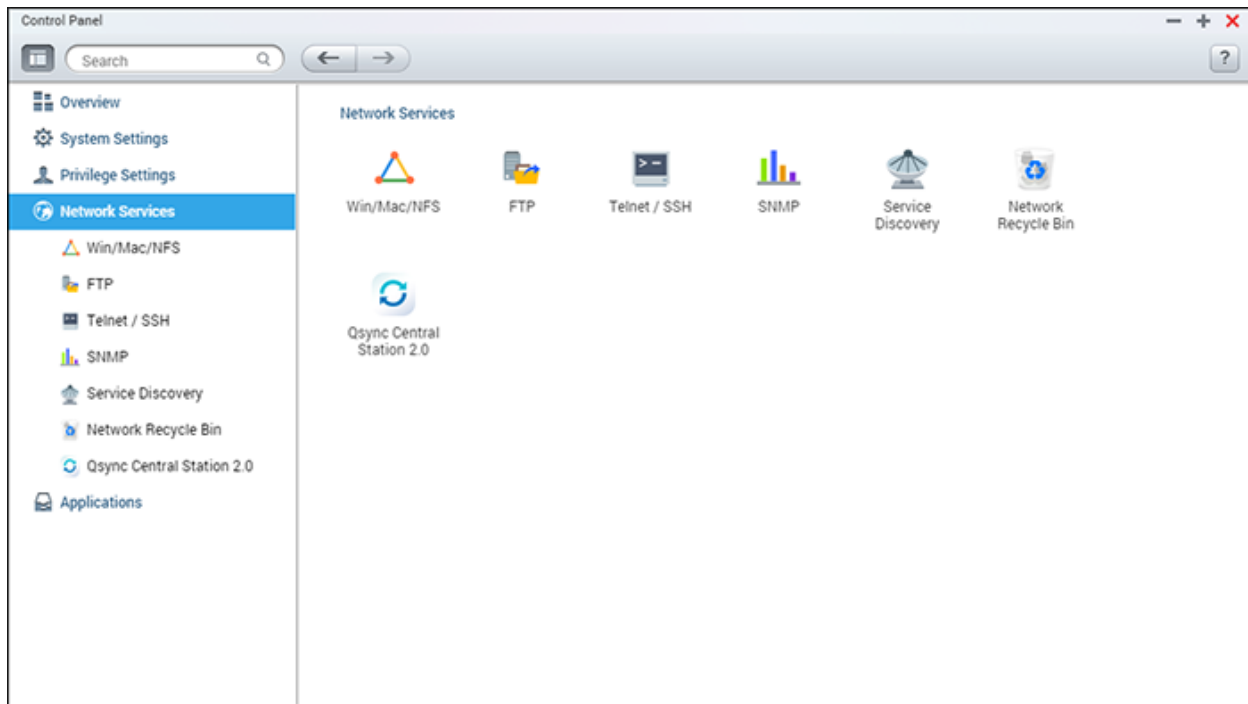 Control Panel
Search
?
Overview
System Settings
Privilege Settings
Network Services
Win/Mac/NFS
FTP
Telnet / SSH
SNMP
Service Discovery
Network Recycle Bin
Qsync Central Station 2.0
Applications
Network Services
Win/Mac/NFS
FTP
Telnet / SSH
SNMP
Service
Discovery
Network
Recycle Bin
Qsync Central
Station 2.0